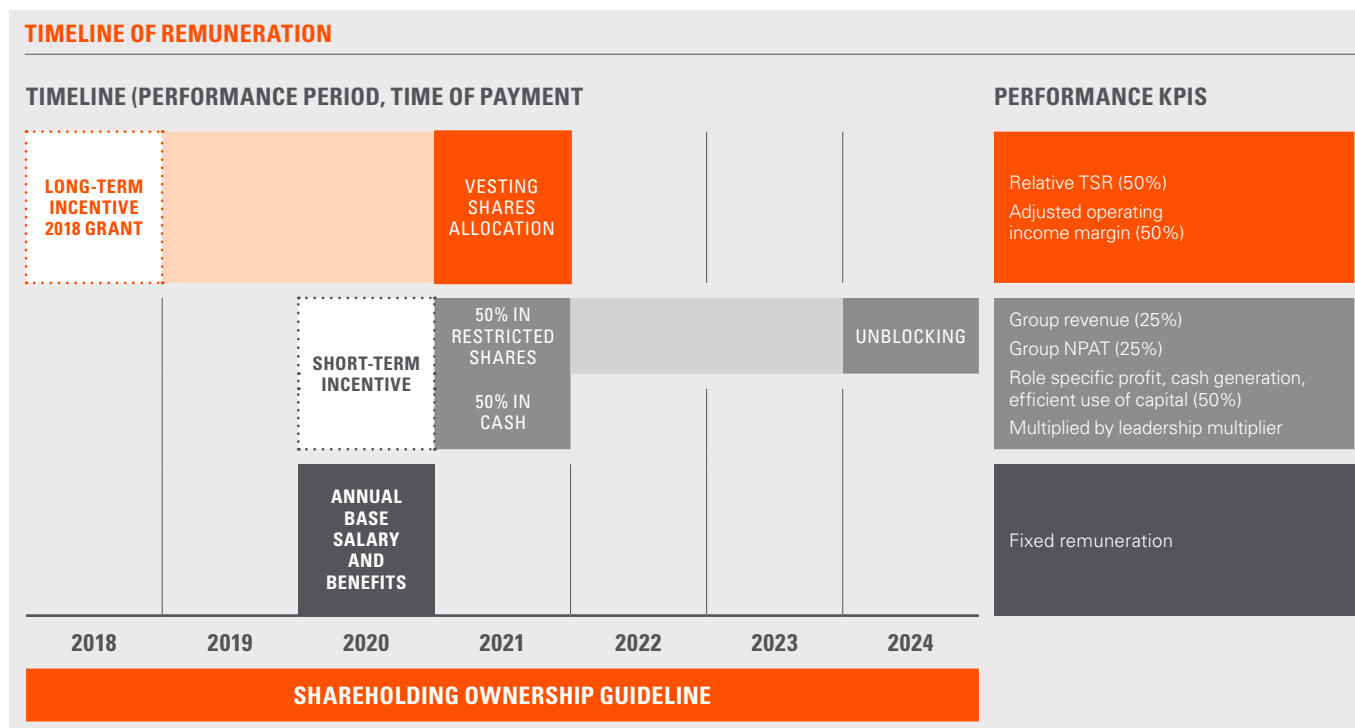 TIMELINE OF REMUNERATION
TIMELINE (PERFORMANCE PERIOD, TIME OF PAYMENT
PERFORMANCE KPIS
LONG-TERM
INCENTIVE
2018 GRANT
VESTING
SHARES
ALLOCATION
Relative TSR (50%)
Adjusted operating
income margin (50%)
SHORT-TERM
INCENTIVE
50% IN
RESTRICTED
SHARES
50% IN
CASH
UNBLOCKING
Group revenue (25%)
Group NPAT (25%)
Role specific profit, cash generation,
efficient use of capital (50%)
Multiplied by leadership multiplier
ANNUAL
BASE
SALARY
AND
BENEFITS
Fixed remuneration
2018 2019 2020 2021 2022 2023 2024
SHAREHOLDING OWNERSHIP GUIDELINE